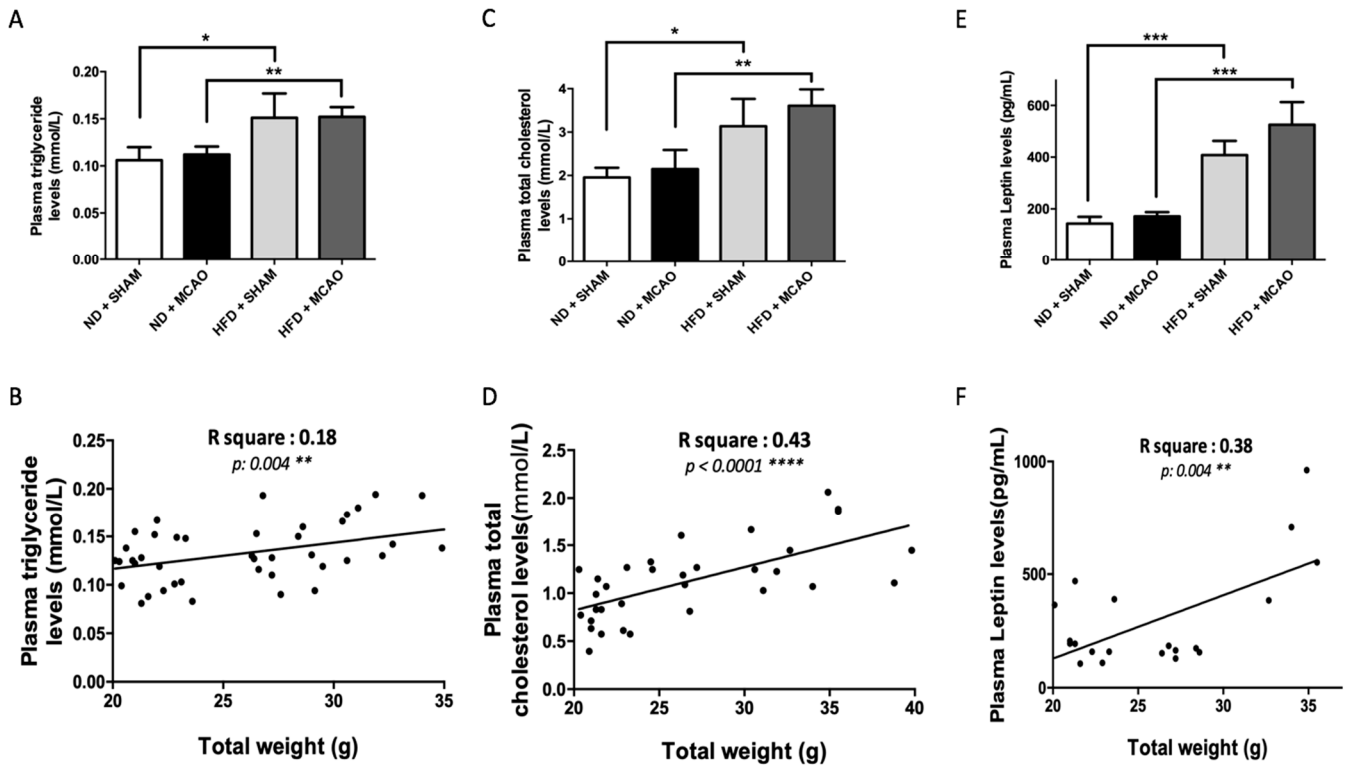 A
*
**
Plasma triglyceride
levels (mmol/L)
0.20
0.15
0.10
0.05
0.00
ND + SHAM
ND + MCAO
HFD + SHAM
HFD + MCAO
C
*
**
Plasma total cholesterol
levels (mmol/L)
4
3
2
1
0
ND + SHAM
ND + MCAO
HFD + SHAM
HFD + MCAO
E
***
***
Plasma Leptin levels (pg/mL)
600
400
200
0
ND + SHAM
ND + MCAO
HFD + SHAM
HFD + MCAO
B
R square : 0.18
p: 0.004 **
Plasma triglyceride
levels (mmol/L)
0.25
0.20
0.15
0.10
0.05
0.00
20
25
30
35
Total weight (g)
D
R square : 0.43
p < 0.0001 ****
Plasma total
cholesterol levels(mmol/L)
2.5
2.0
1.5
1.0
0.5
0.0
20
25
30
35
40
Total weight (g)
F
R square : 0.38
p: 0.004 **
Plasma Leptin levels(pg/mL)
1000
500
0
20
25
30
35
Total weight (g)